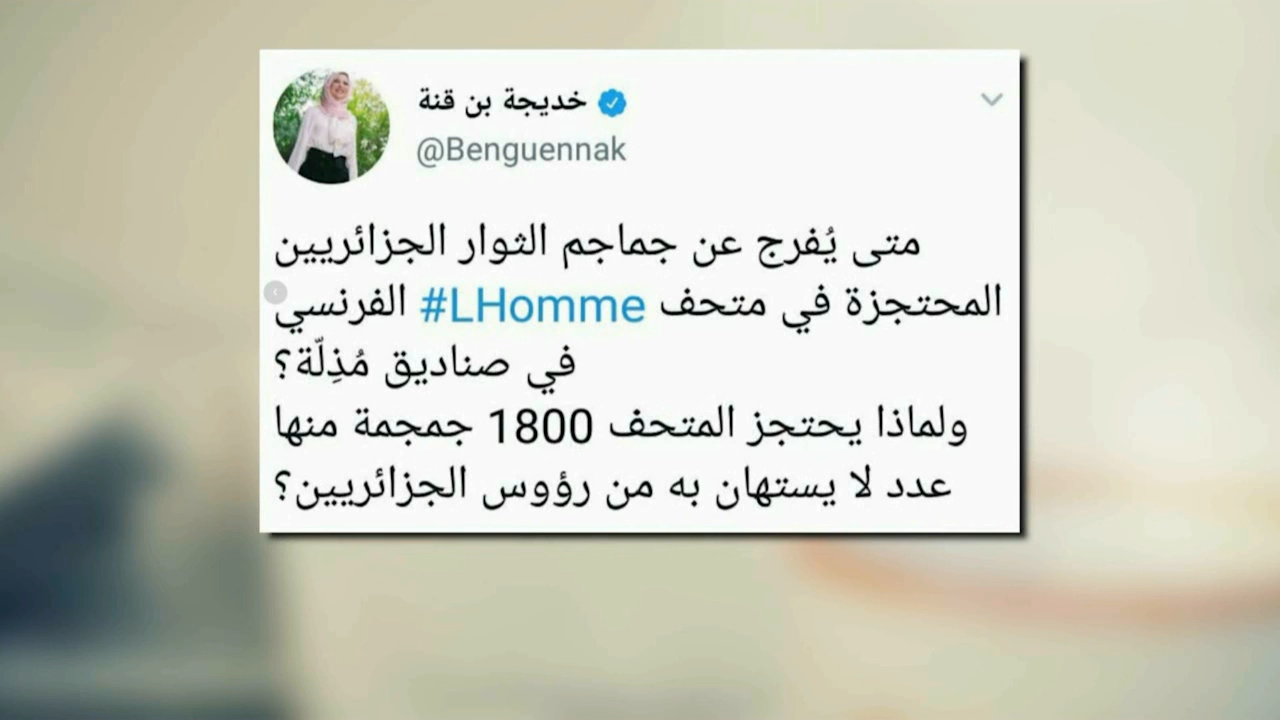 خديجة بن قنة
@Benguennak
متى يُفرج عن جماجم الثوار الجزائريين
المحتجزة في متحف #LHomme الفرنسي
في صناديق مُذِلّة؟
ولماذا يحتجز المتحف 1800 جمجمة منها
عدد لا يستهان به من رؤوس الجزائريين؟